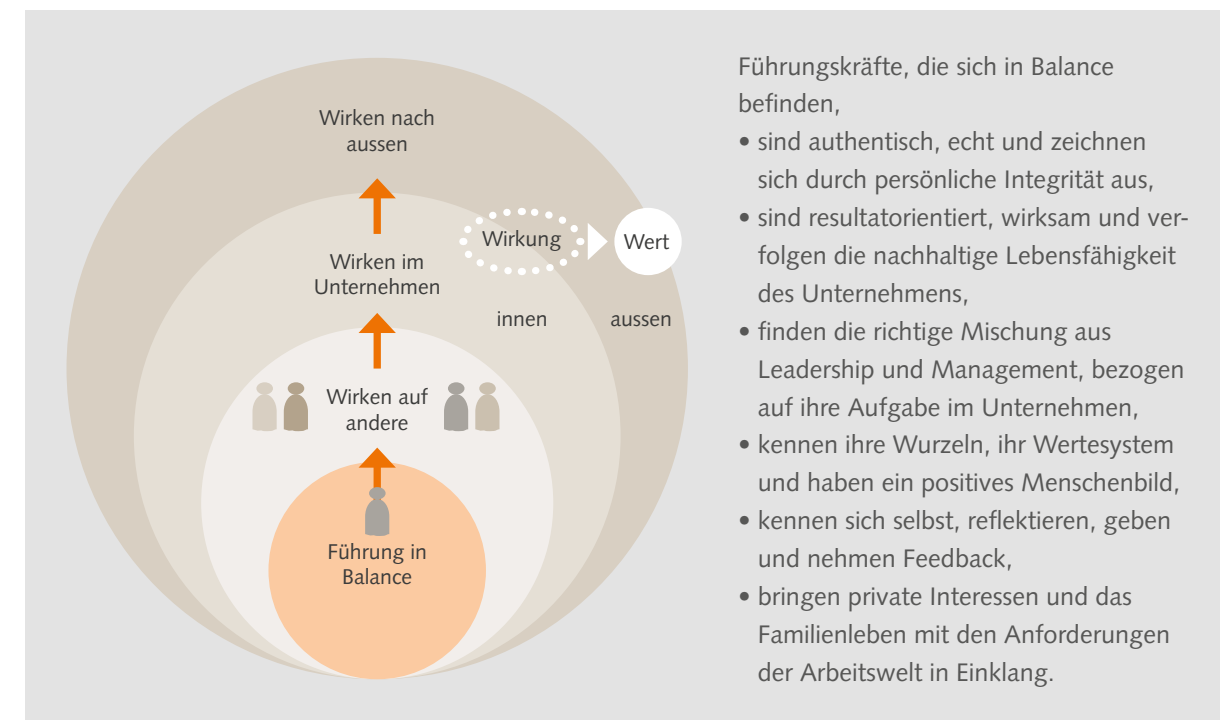 Wirken nach
aussen
Wirkung
Wert
Wirken im
Unternehmen
innen
aussen
Wirken auf
andere
Führung in
Balance
Führungskräfte, die sich in Balance
befinden,
• sind authentisch, echt und zeichnen
sich durch persönliche Integrität aus,
• sind resultatorientiert, wirksam und ver-
folgen die nachhaltige Lebensfähigkeit
des Unternehmens,
• finden die richtige Mischung aus
Leadership und Management, bezogen
auf ihre Aufgabe im Unternehmen,
• kennen ihre Wurzeln, ihr Wertesystem
und haben ein positives Menschenbild,
• kennen sich selbst, reflektieren, geben
und nehmen Feedback,
• bringen private Interessen und das
Familienleben mit den Anforderungen
der Arbeitswelt in Einklang.